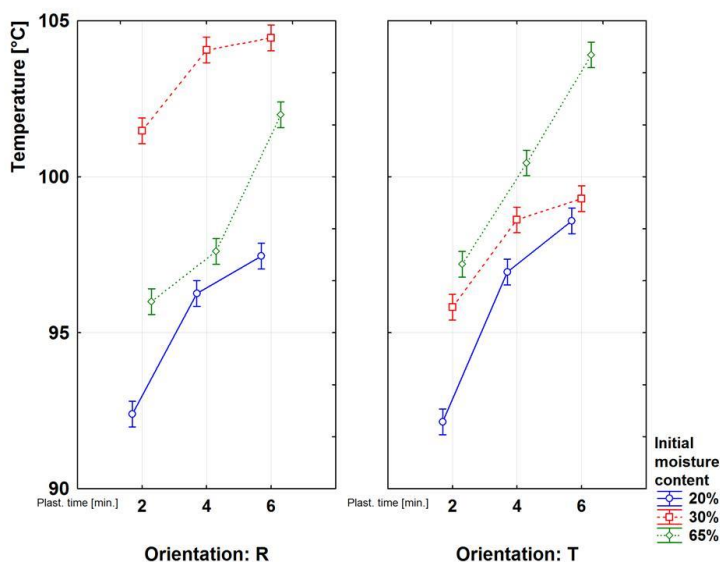 Temperature [°C]
105
100
95
90
Plast. time [min.]
2 4 6
Orientation: R
Plast. time [min.]
2 4 6
Orientation: T
Initial
moisture
content
20%
30%
65%